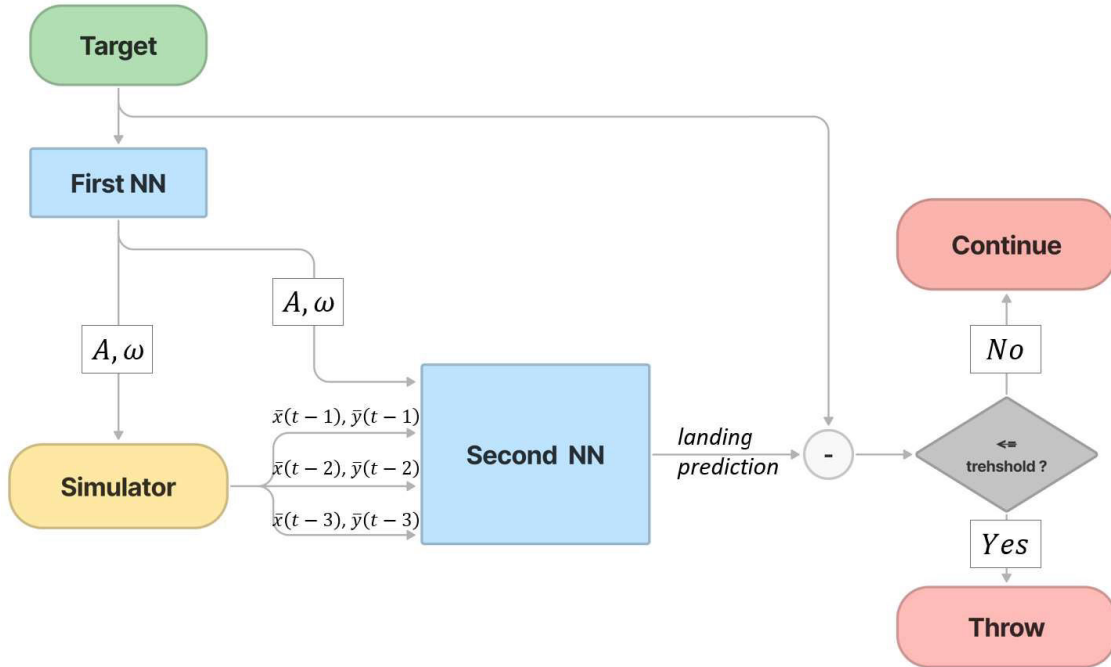 Target
First NN
Continue
A, ω
A, ω
No
x̄(t − 1), ȳ(t − 1)
x̄(t − 2), ȳ(t − 2)
x̄(t − 3), ȳ(t − 3)
Simulator
Second NN
landing
prediction
-
<=
trehshold ?
Yes
Throw